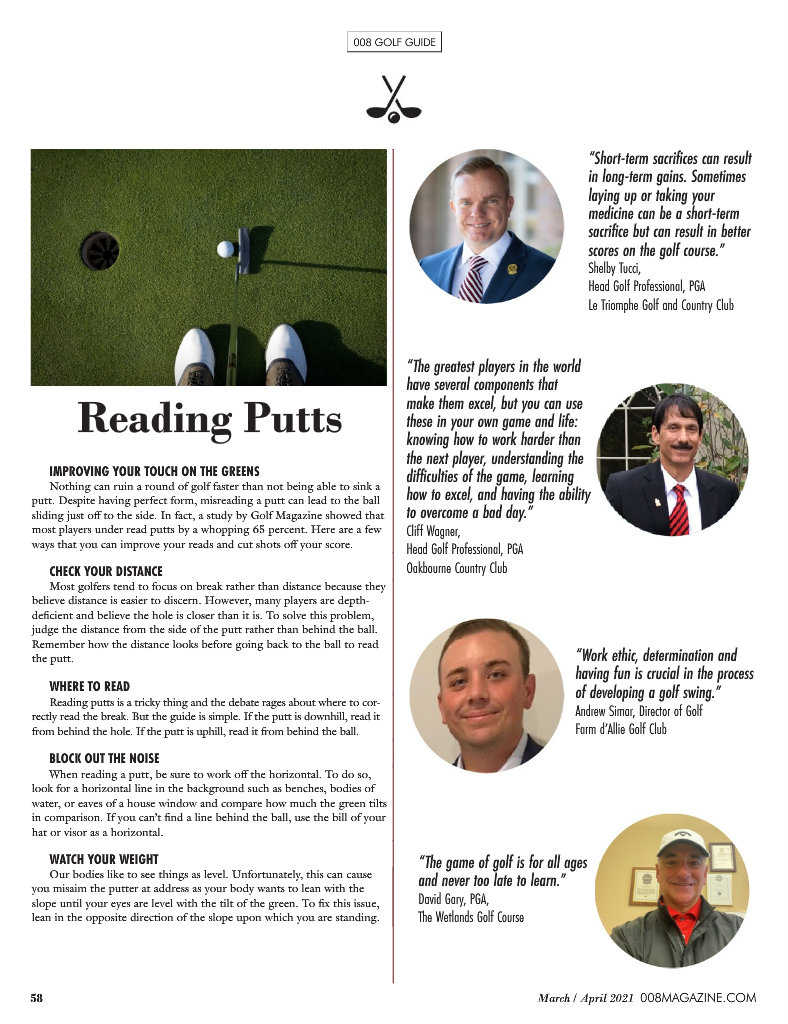 008 GOLF GUIDE
Reading Putts
IMPROVING YOUR TOUCH ON THE GREENS
Nothing can ruin a round of golf faster than not being able to sink a
putt. Despite having perfect form, misreading a putt can lead to the ball
sliding just off to the side. In fact, a study by Golf Magazine showed that
most players under read putts by a whopping 65 percent. Here are a few
ways that you can improve your reads and cut shots off your score.
CHECK YOUR DISTANCE
Most golfers tend to focus on break rather than distance because they
believe distance is easier to discern. However, many players are depth-
deficient and believe the hole is closer than it is. To solve this problem,
judge the distance from the side of the putt rather than behind the ball.
Remember how the distance looks before going back to the ball to read
the putt.
WHERE TO READ
Reading putts is a tricky thing and the debate rages about where to cor-
rectly read the break. But the guide is simple. If the putt is downhill, read it
from behind the hole. If the putt is uphill, read it from behind the ball.
BLOCK OUT THE NOISE
When reading a putt, be sure to work off the horizontal. To do so,
look for a horizontal line in the background such as benches, bodies of
water, or eaves of a house window and compare how much the green tilts
in comparison. If you can't find a line behind the ball, use the bill of your
hat or visor as a horizontal.
WATCH YOUR WEIGHT
Our bodies like to see things as level. Unfortunately, this can cause
you misaim the putter at address as your body wants to lean with the
slope until your eyes are level with the tilt of the green. To fix this issue,
lean in the opposite direction of the slope upon which you are standing.
“Short-term sacrifices can result
in long-term gains. Sometimes
laying up or taking your
medicine can be a short-term
sacrifice but can result in better
scores on the golf course.”
Shelby Tucci,
Head Golf Professional, PGA
Le Triomphe Golf and Country Club
“The greatest players in the world
have several components that
make them excel, but you can use
these in your own game and life:
knowing how to work harder than
the next player, understanding the
difficulties of the game, learning
how to excel, and having the ability
to overcome a bad day.”
Cliff Wagner,
Head Golf Professional, PGA
Oakbourne Country Club
“Work ethic, determination and
having fun is crucial in the process
of developing a golf swing.”
Andrew Simar, Director of Golf
Farm d’Allie Golf Club
“The game of golf is for all ages
and never too late to learn.”
David Gary, PGA,
The Wetlands Golf Course
58
March / April 2021 008MAGAZINE.COM